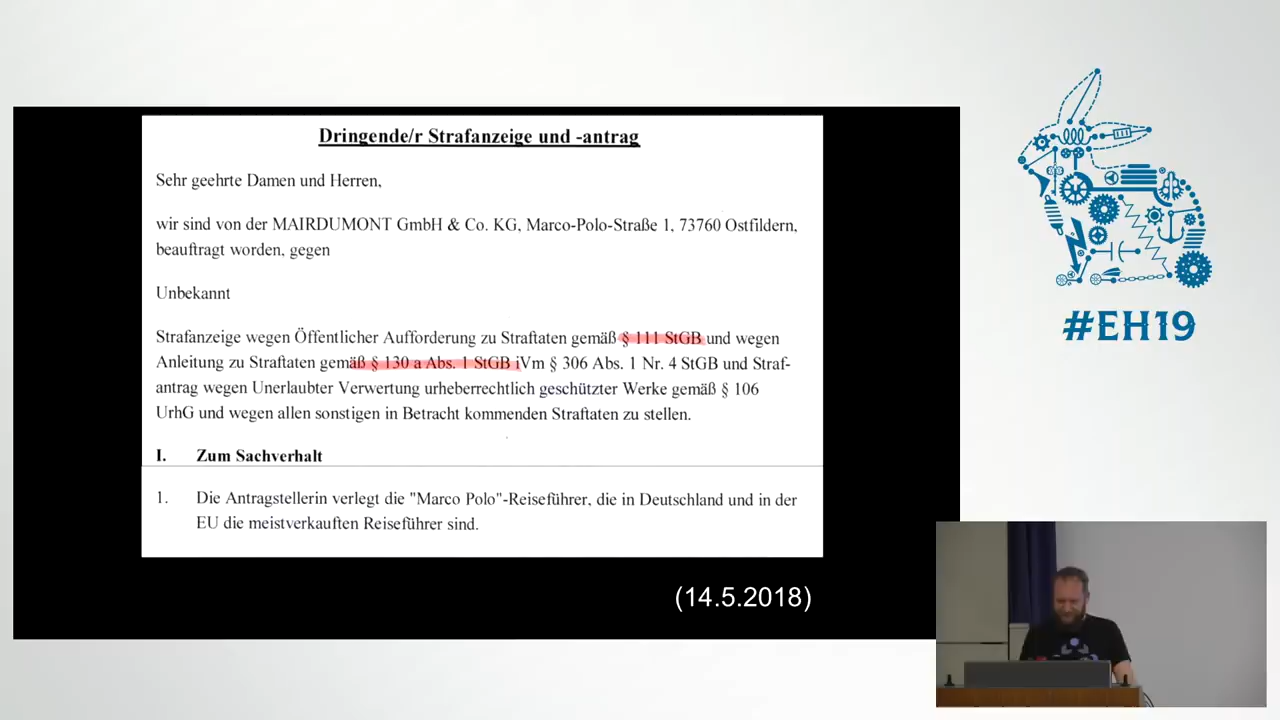 Dringende/r Strafanzeige und -antrag
Sehr geehrte Damen und Herren,
wir sind von der MAIRDUMONT GmbH & Co. KG, Marco-Polo-Straße 1, 73760 Ostfildern,
beauftragt worden, gegen
Unbekannt
Strafanzeige wegen Öffentlicher Aufforderung zu Straftaten gemäß § 111 StGB und wegen
Anleitung zu Straftaten gemäß § 130 a Abs. 1 StGB iVm § 306 Abs. 1 Nr. 4 StGB und Straf-
antrag wegen Unerlaubter Verwertung urheberrechtlich geschützter Werke gemäß § 106
UrhG und wegen allen sonstigen in Betracht kommenden Straftaten zu stellen.
I. Zum Sachverhalt
1. Die Antragstellerin verlegt die "Marco Polo"-Reiseführer, die in Deutschland und in der
EU die meistverkauften Reiseführer sind.
(14.5.2018)
#EH19